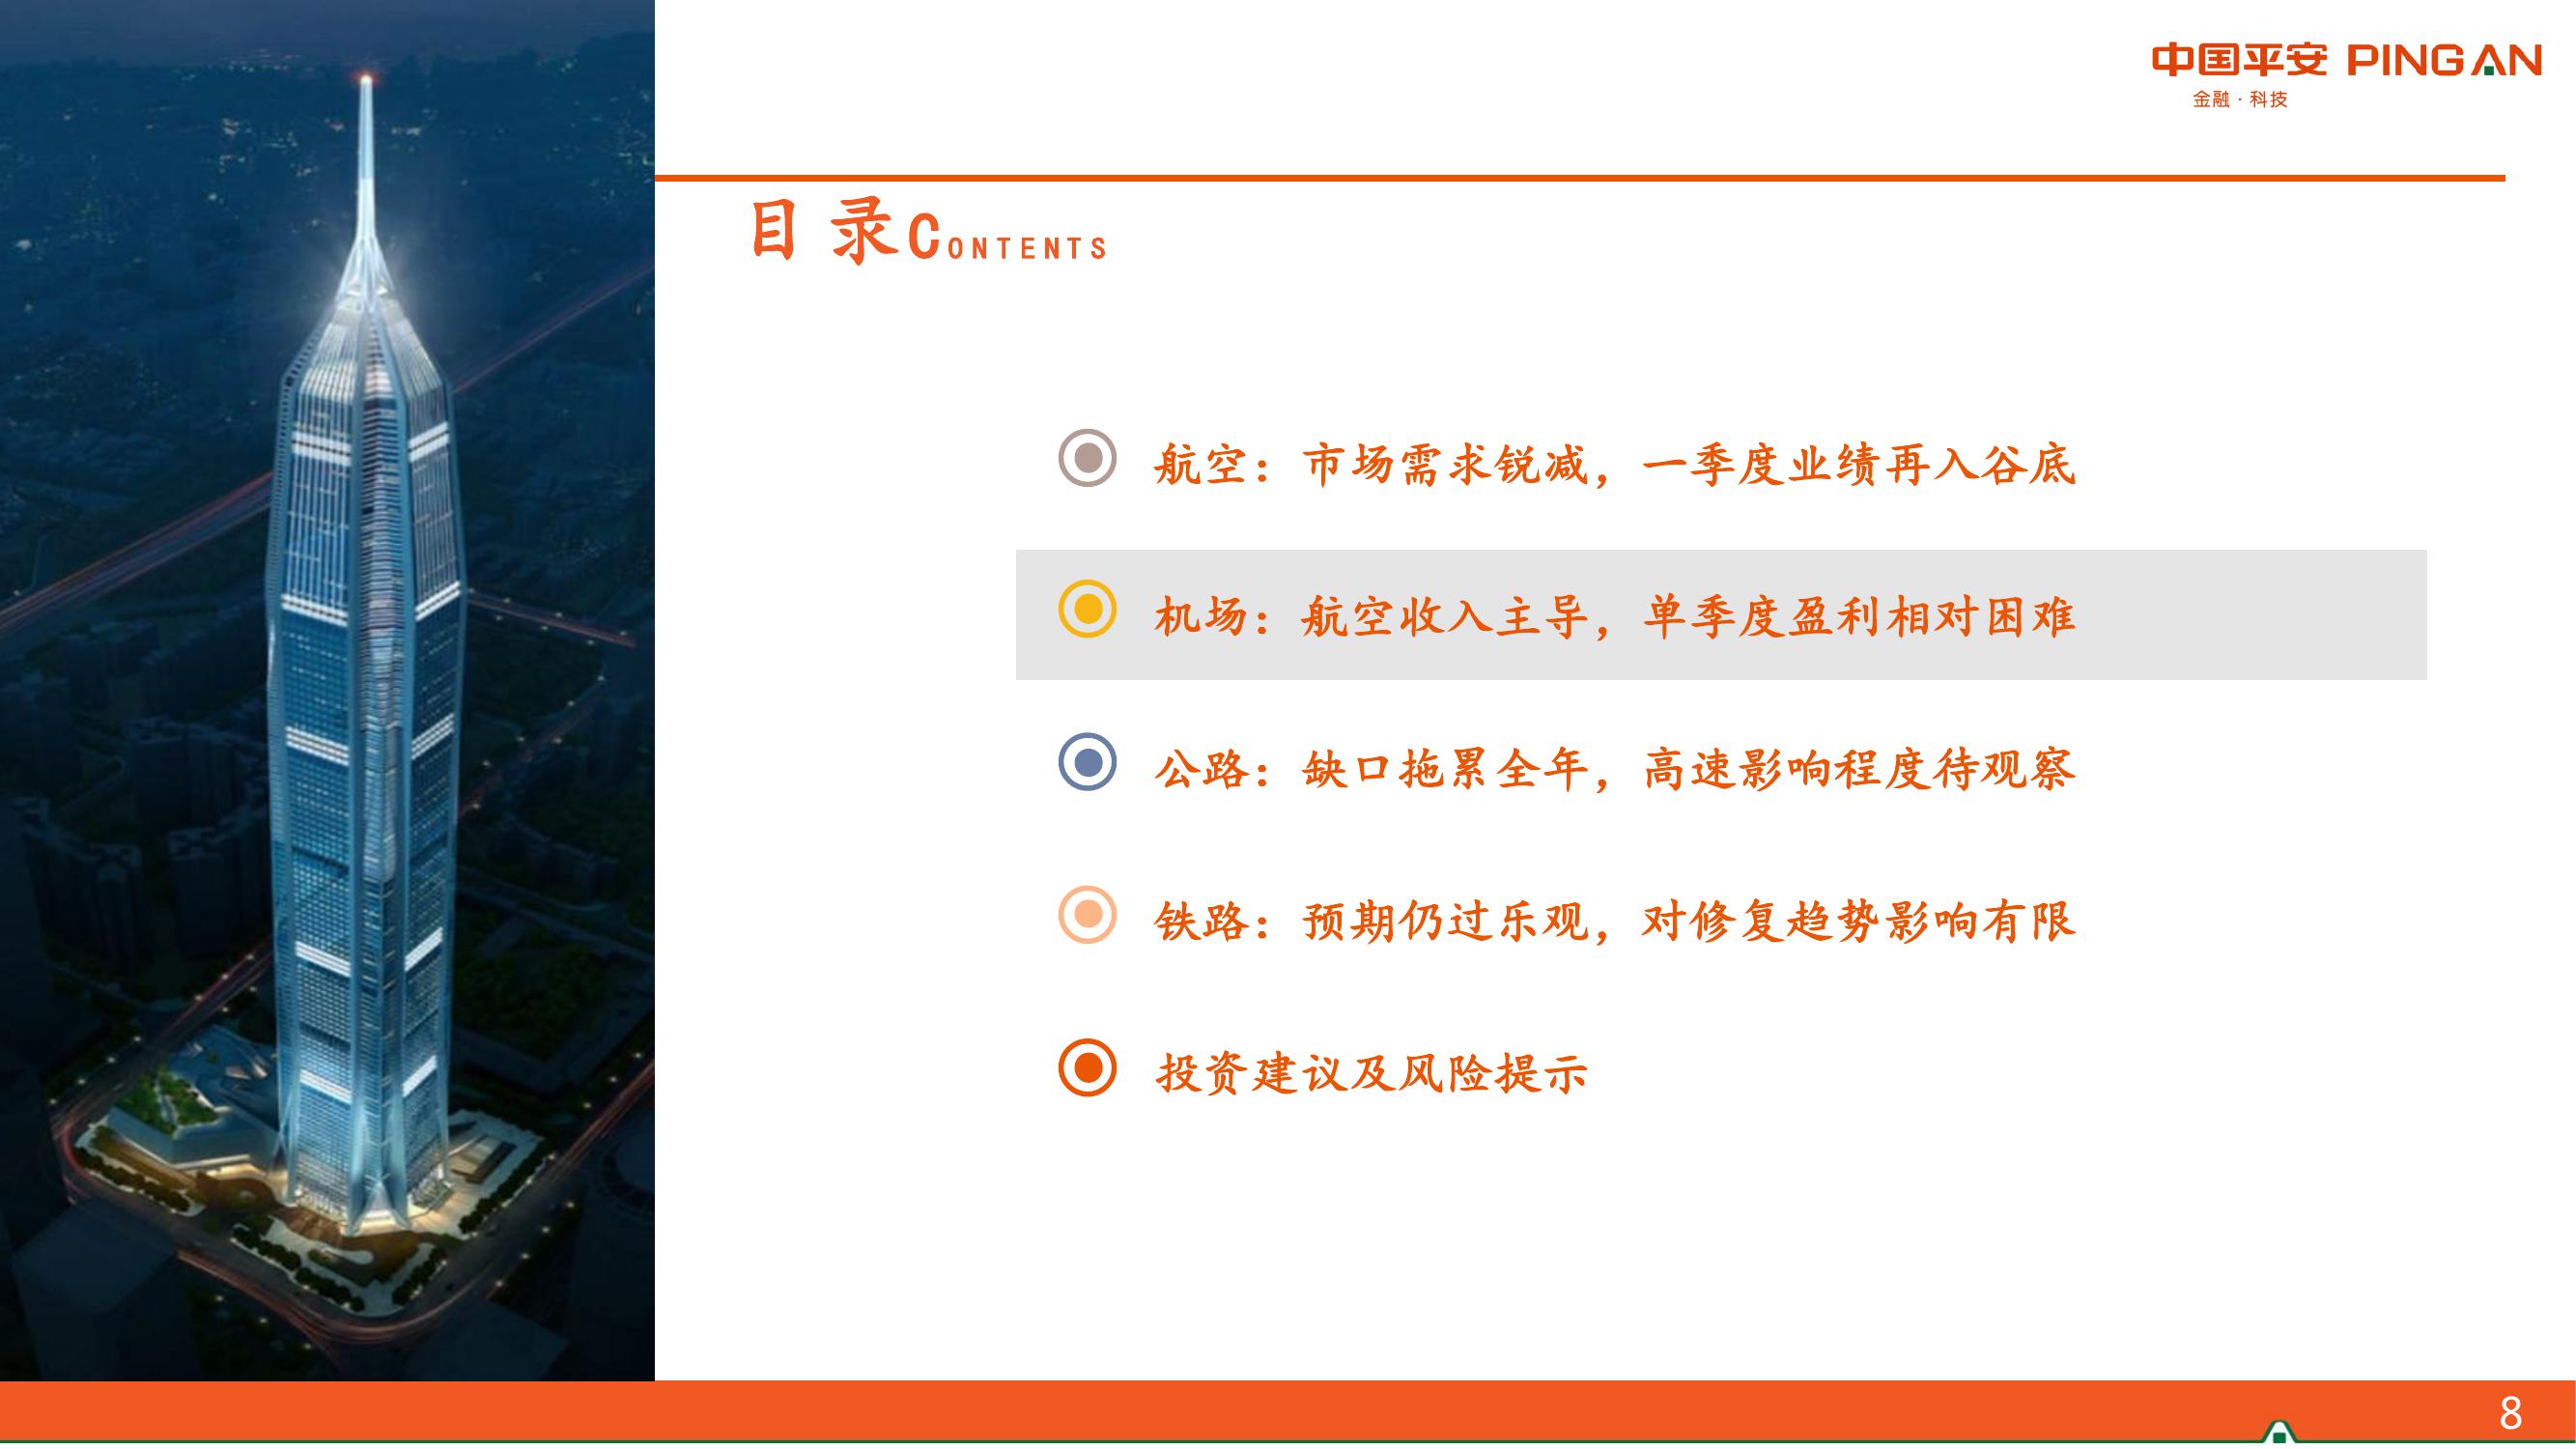 中国平安 PINGAN
金融·科技
目录CONTENTS
航空：市场需求锐减，一季度业绩再入谷底
机场：航空收入主导，单季度盈利相对困难
公路：缺口拖累全年，高速影响程度待观察
铁路：预期仍过乐观，对修复趋势影响有限
投资建议及风险提示
8